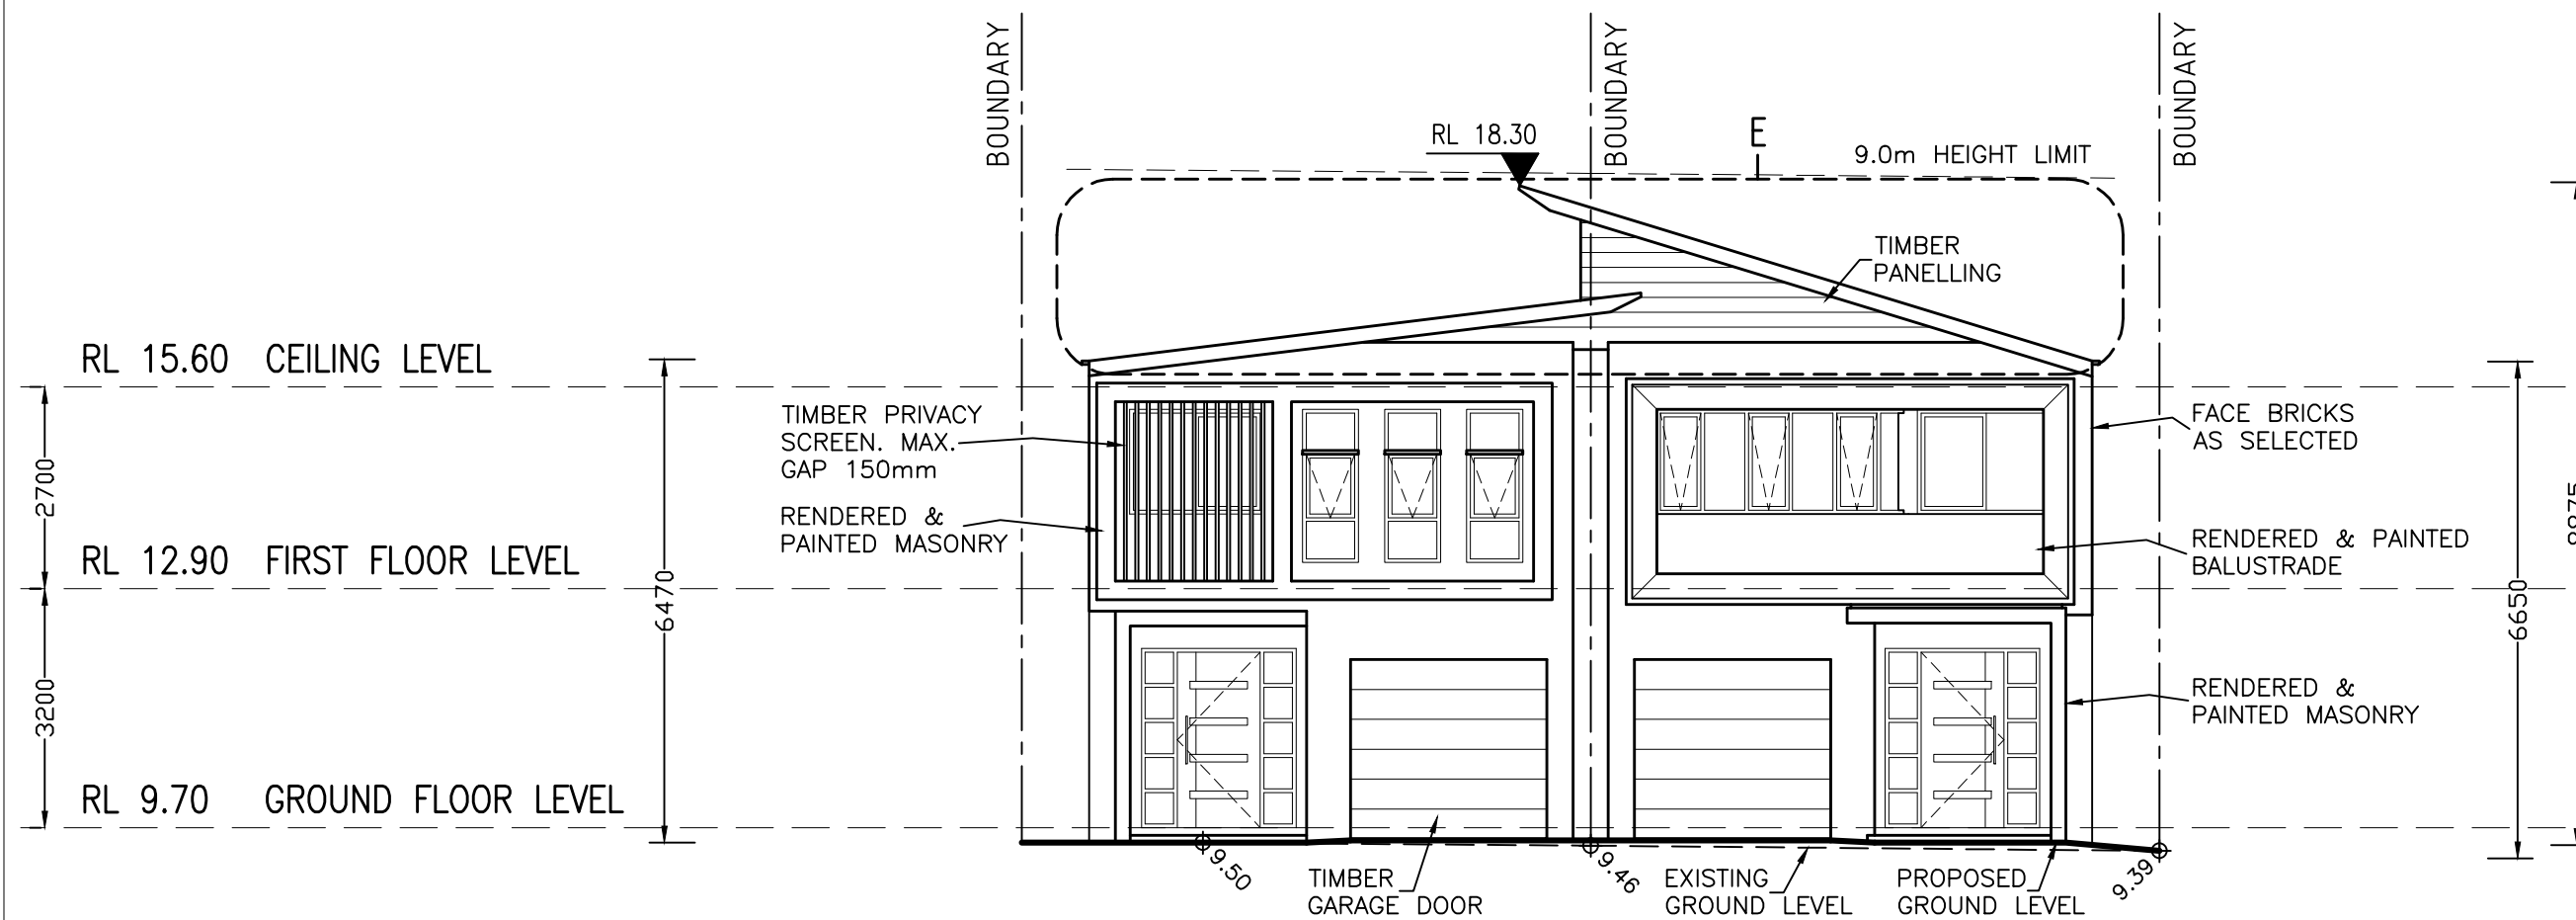 BOUNDARY
BOUNDARY
BOUNDARY
RL 18.30
E
9.0m HEIGHT LIMIT
TIMBER
PANELLING
RL 15.60 CEILING LEVEL
TIMBER PRIVACY
SCREEN. MAX.
GAP 150mm
FACE BRICKS
AS SELECTED
2700
RENDERED &
PAINTED MASONRY
8875
RENDERED & PAINTED
BALUSTRADE
RL 12.90 FIRST FLOOR LEVEL
6470
6650
3200
RENDERED &
PAINTED MASONRY
RL 9.70 GROUND FLOOR LEVEL
9.50
TIMBER
GARAGE DOOR
9.46
EXISTING
GROUND LEVEL
PROPOSED
GROUND LEVEL
9.39